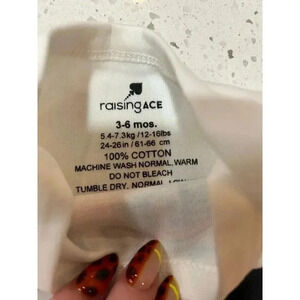 raisingACE
3-6 mos.
5.4-7.3kg / 12-16lbs
24-26 in / 61-66 cm
100% COTTON
MACHINE WASH NORMAL, WARM
DO NOT BLEACH
TUMBLE DRY, NORMAL, LOW